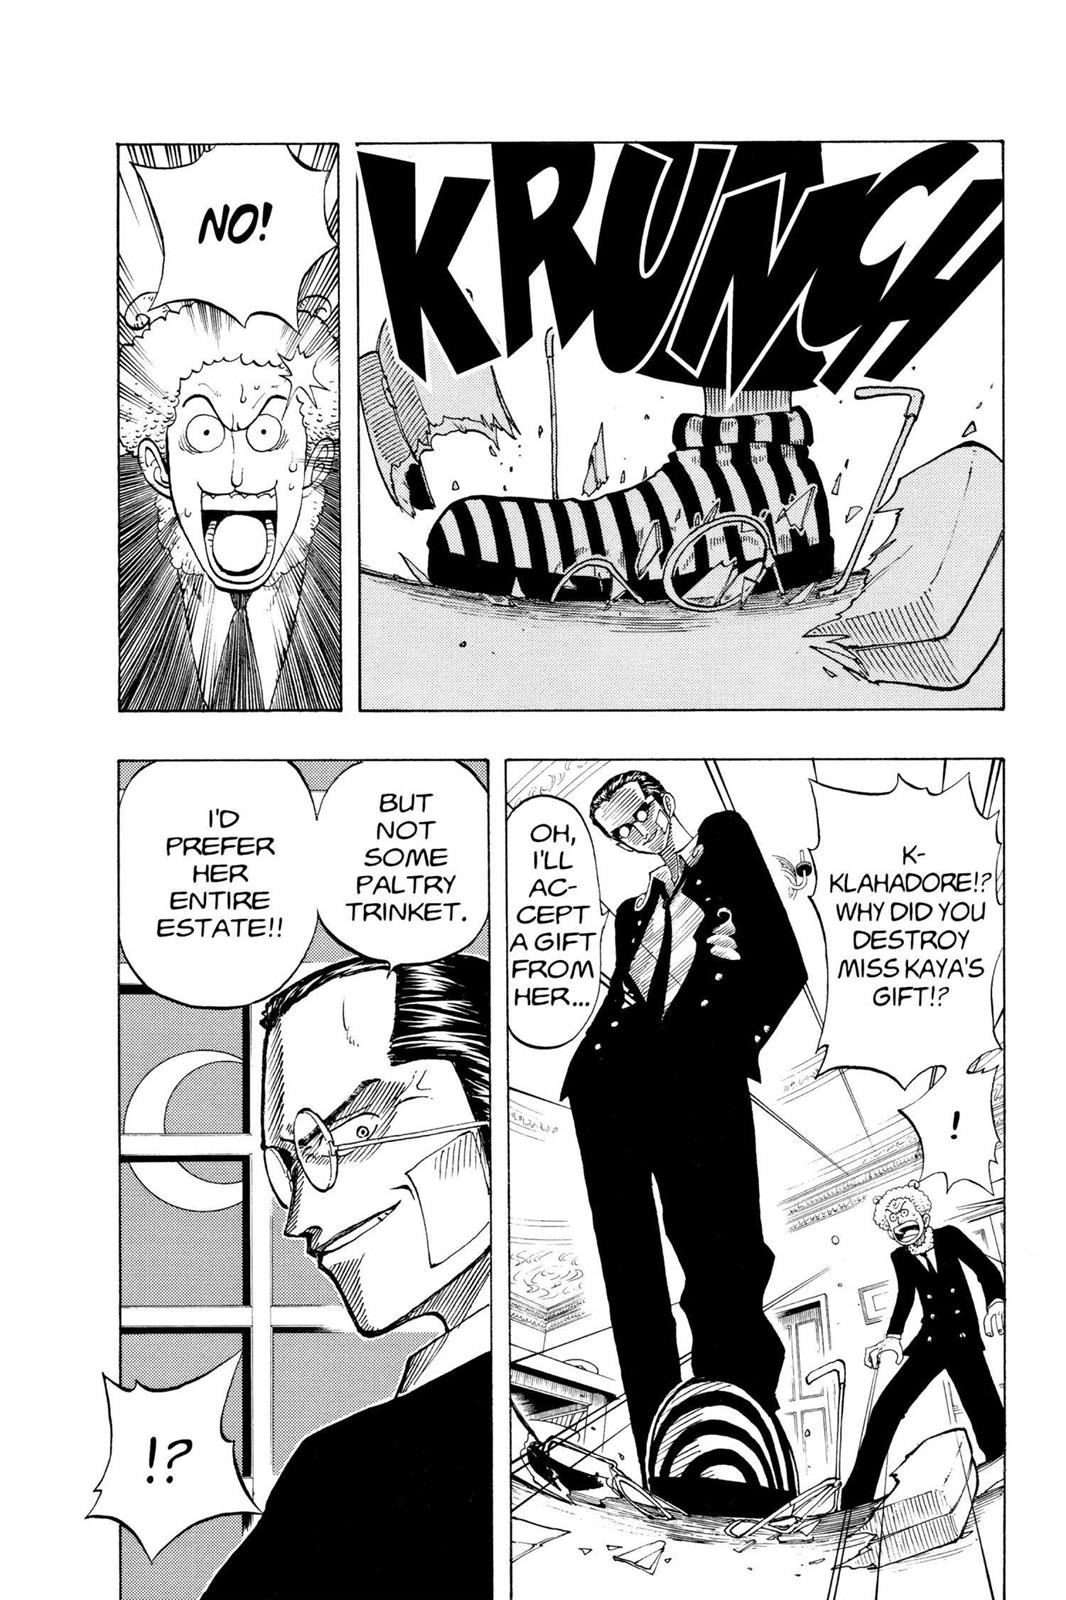 KRUNCH
NO!
K-
KLAHADORE!?
WHY DID YOU
DESTROY
MISS KAYA'S
GIFT!?
!
OH,
I'LL
AC-
CEPT
A GIFT
FROM
HER...
BUT
NOT
SOME
PALTRY
TRINKET.
I'D
PREFER
HER
ENTIRE
ESTATE!!
!?